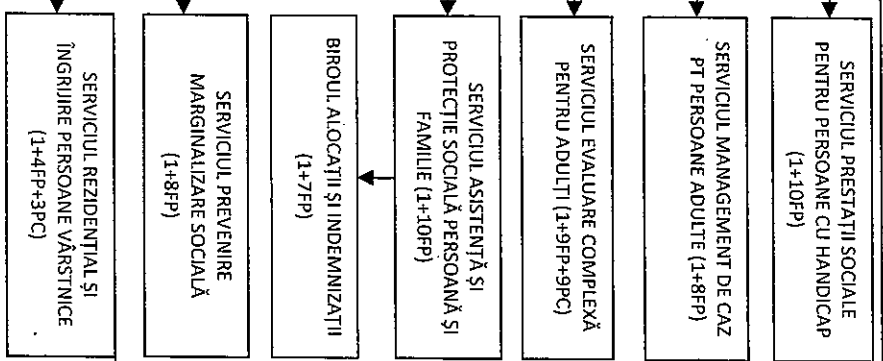 SERVICIUL PRESTAȚII SOCIALE
PENTRU PERSOANE CU HANDICAP
(1+10FP)
SERVICIUL MANAGEMENT DE CAZ
PT PERSOANE ADULTE (1+8FP)
SERVICIUL EVALUARE COMPLEXĂ
PENTRU ADULȚI (1+9FP+9PC)
SERVICIUL ASISTENȚĂ ȘI
PROTECȚIE SOCIALĂ PERSOANĂ ȘI
FAMILIE (1+10FP)
BIROUL ALOCAȚII ȘI INDEMNIZAȚII
(1+7FP)
SERVICIUL PREVENIRE
MARGINALIZARE SOCIALĂ
(1+8FP)
SERVICIUL REZIDENȚIAL ȘI
ÎNGRIJIRE PERSOANE VÂRSTNICE
(1+4FP+3PC)